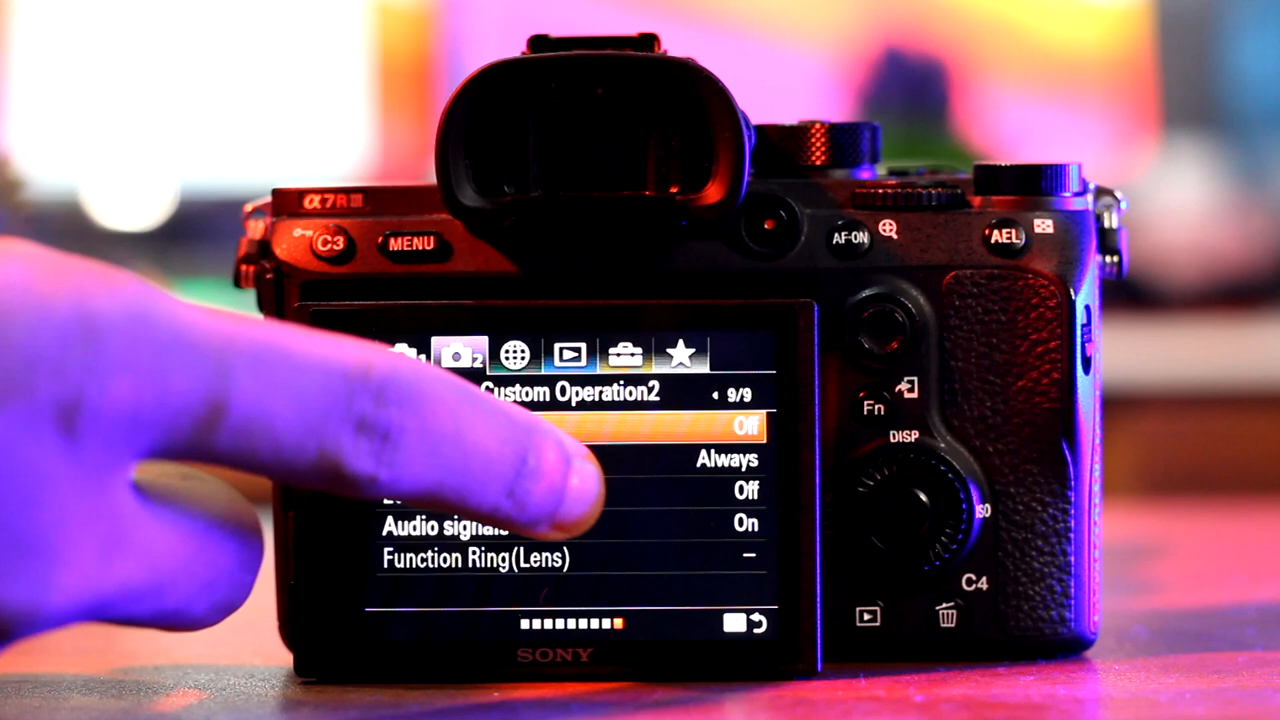 α7RIII
C3 MENU AF-ON AEL
2
Custom Operation2 9/9
Off
Always
Off
Audio signals On
Function Ring(Lens) –
Fn
DISP
ISO
C4
SONY